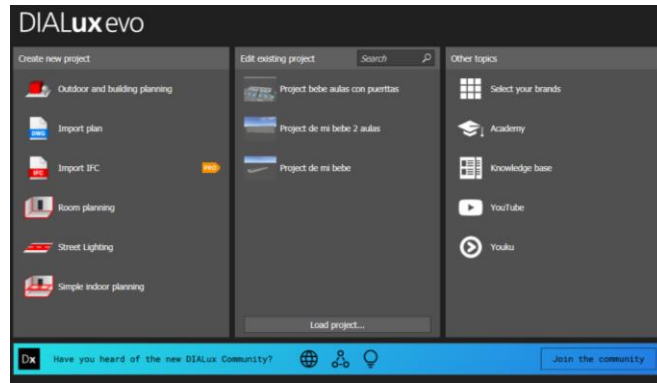 DIALux evo
Create new project
Outdoor and building planning
DWG
Import plan
IFC
Import IFC
PRO
Room planning
Street Lighting
Simple indoor planning
Edit existing project
Search
Project bebe aulas con puerttas
Project de mi bebe 2 aulas
Project de mi bebe
Load project...
Other topics
Select your brands
Academy
Knowledge base
YouTube
Youku
Dx
Have you heard of the new DIALux Community?
Join the community